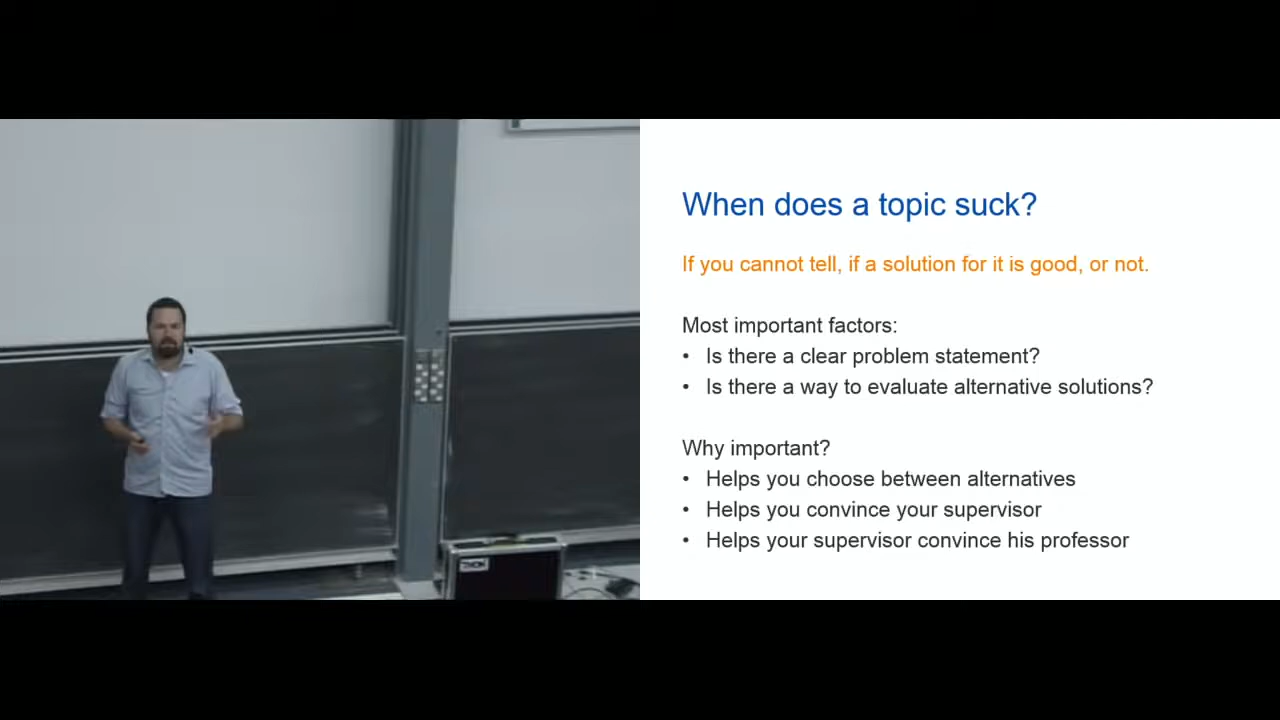 When does a topic suck?
If you cannot tell, if a solution for it is good, or not.
Most important factors:
• Is there a clear problem statement?
• Is there a way to evaluate alternative solutions?
Why important?
• Helps you choose between alternatives
• Helps you convince your supervisor
• Helps your supervisor convince his professor